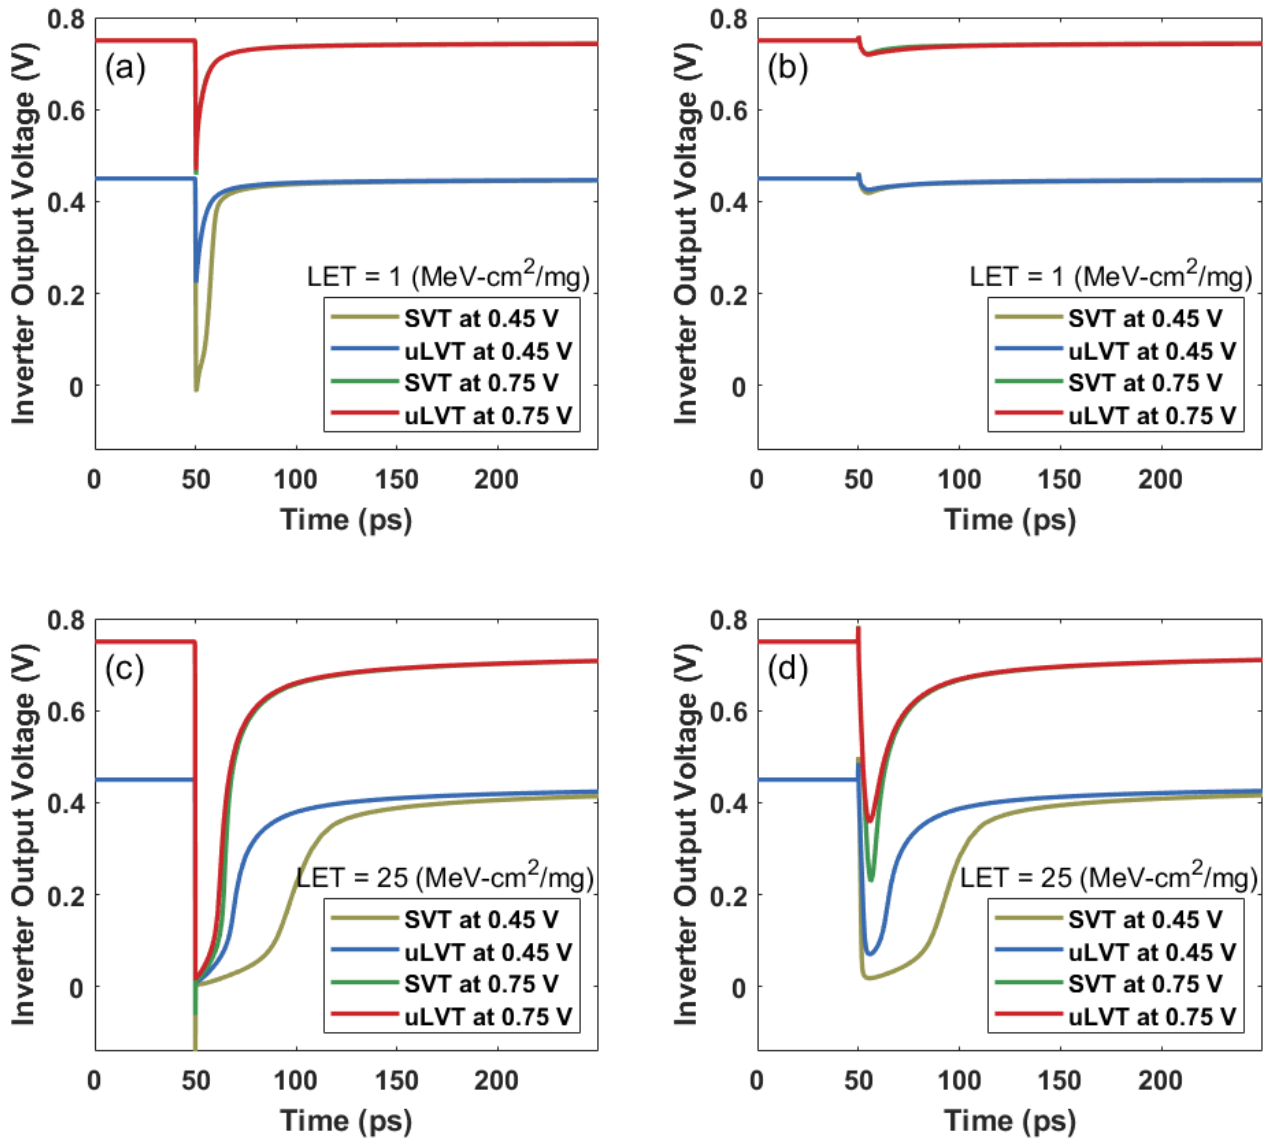 0.8
(a)
Inverter Output Voltage (V)
0.6
0.4
LET = 1 (MeV-cm²/mg)
0.2
SVT at 0.45 V
uLVT at 0.45 V
0
SVT at 0.75 V
uLVT at 0.75 V
0 50 100 150 200
Time (ps)
0.8
(b)
Inverter Output Voltage (V)
0.6
0.4
LET = 1 (MeV-cm²/mg)
0.2
SVT at 0.45 V
uLVT at 0.45 V
0
SVT at 0.75 V
uLVT at 0.75 V
0 50 100 150 200
Time (ps)
0.8
(c)
Inverter Output Voltage (V)
0.6
0.4
LET = 25 (MeV-cm²/mg)
0.2
SVT at 0.45 V
uLVT at 0.45 V
0
SVT at 0.75 V
uLVT at 0.75 V
0 50 100 150 200
Time (ps)
0.8
(d)
Inverter Output Voltage (V)
0.6
0.4
LET = 25 (MeV-cm²/mg)
0.2
SVT at 0.45 V
uLVT at 0.45 V
0
SVT at 0.75 V
uLVT at 0.75 V
0 50 100 150 200
Time (ps)